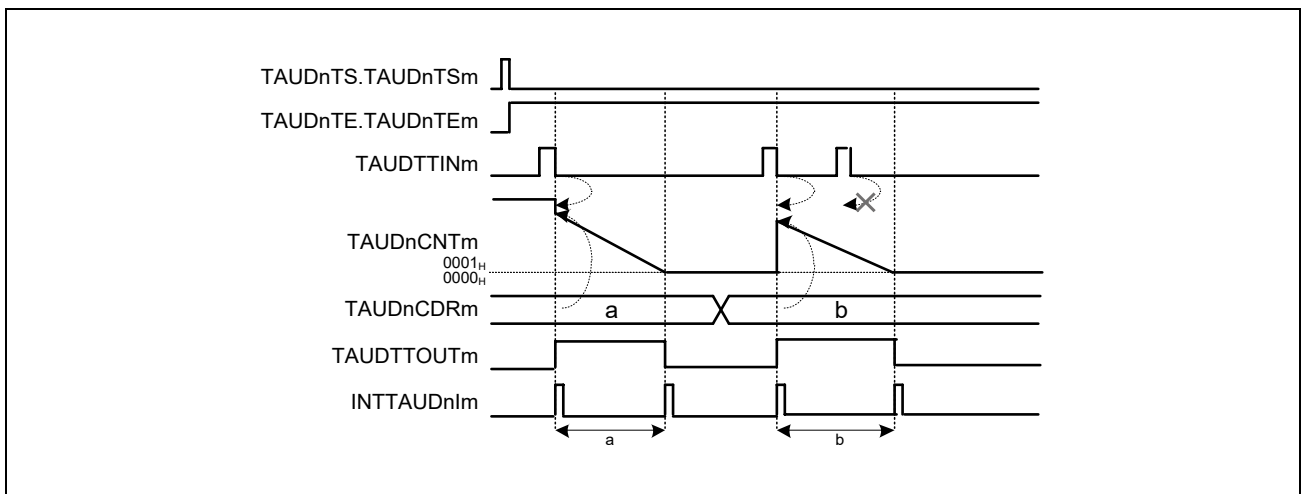 TAUDnTS.TAUDnTSm
TAUDnTE.TAUDnTEm
TAUDTTINm
TAUDnCNTm
0001H
0000H
TAUDnCDRm
a
b
TAUDTTOUTm
INTTAUDnIm
a
b